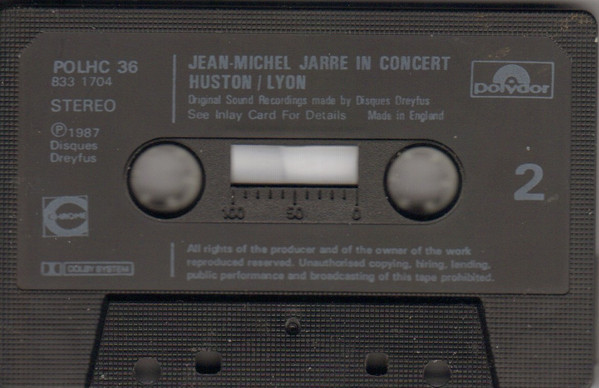 POLHC 36
833 1704
STEREO
Ⓟ1987
Disques
Dreyfus
CHROME
DOLBY SYSTEM
JEAN-MICHEL JARRE IN CONCERT
HUSTON / LYON
Original Sound Recordings made by Disques Dreyfus
See Inlay Card For Details Made in England
polydor
2
100 50 0
All rights of the producer and of the owner of the work
reproduced reserved. Unauthorised copying, hiring, lending,
public performance and broadcasting of this tape prohibited.